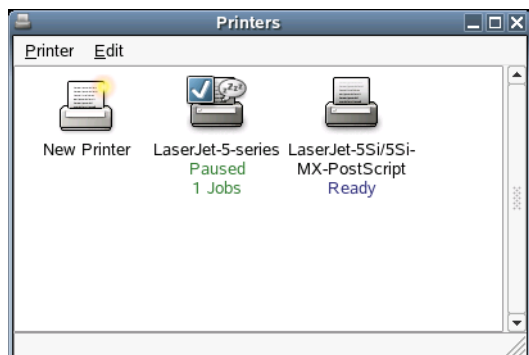 Printers
Printer Edit
New Printer
LaserJet-5-series
Paused
1 Jobs
LaserJet-5Si/5Si-
MX-PostScript
Ready